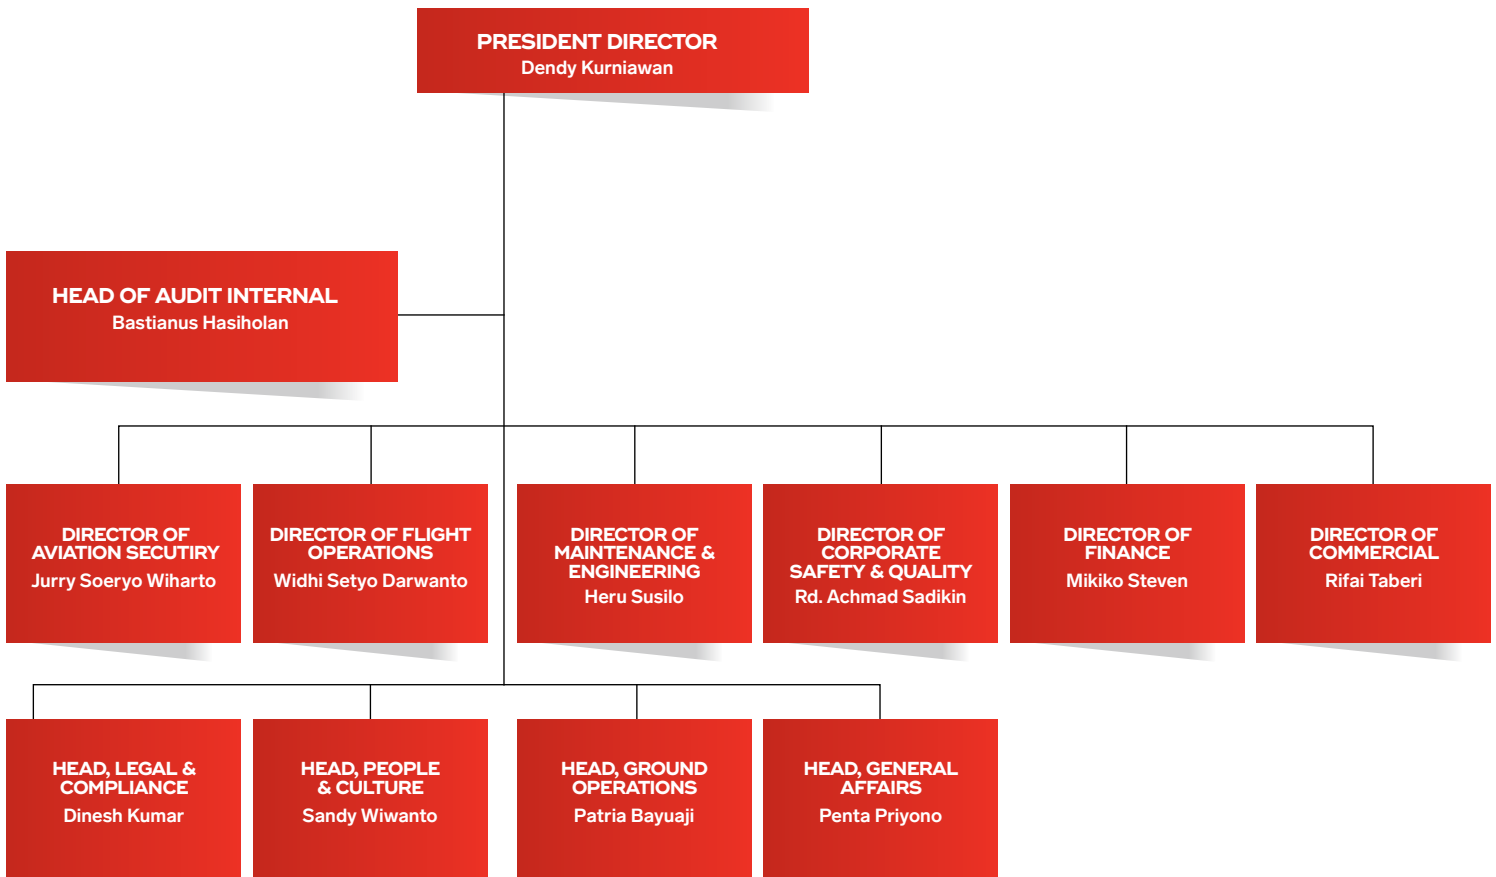 PRESIDENT DIRECTOR
Dendy Kurniawan
HEAD OF AUDIT INTERNAL
Bastianus Hasiholan
DIRECTOR OF
AVIATION SECUTIRY
Jurry Soeryo Wiharto
DIRECTOR OF FLIGHT
OPERATIONS
Widhi Setyo Darwanto
DIRECTOR OF
MAINTENANCE &
ENGINEERING
Heru Susilo
DIRECTOR OF
CORPORATE
SAFETY & QUALITY
Rd. Achmad Sadikin
DIRECTOR OF
FINANCE
Mikiko Steven
DIRECTOR OF
COMMERCIAL
Rifai Taberi
HEAD, LEGAL &
COMPLIANCE
Dinesh Kumar
HEAD, PEOPLE
& CULTURE
Sandy Wiwanto
HEAD, GROUND
OPERATIONS
Patria Bayuaji
HEAD, GENERAL
AFFAIRS
Penta Priyono